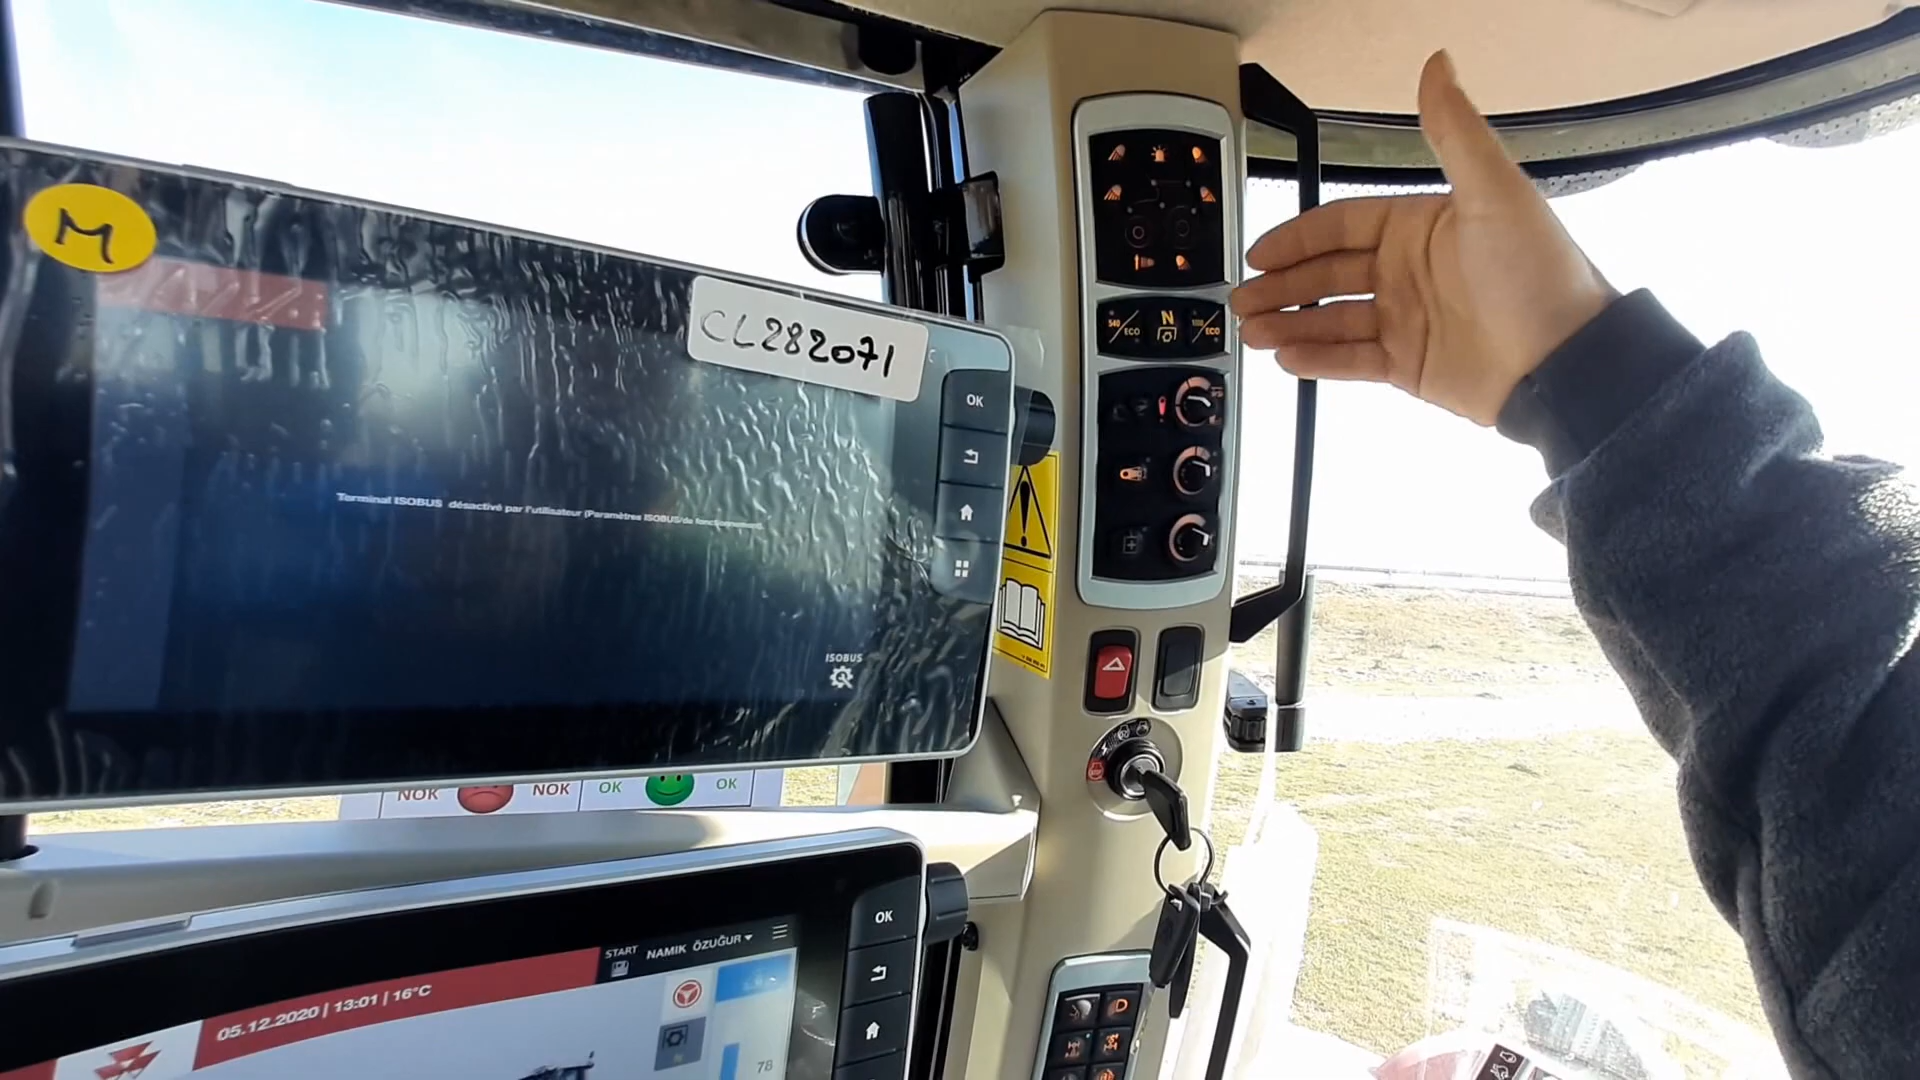 M
CL282071
Terminal ISOBUS désactivé par l'utilisateur (Paramètres ISOBUS/de fonctionnement).
ISOBUS
OK
540/ECO
N
ECO
NOK
NOK
OK
OK
START
NAMIK ÖZUĞUR
05.12.2020 | 13:01 | 16°C
OK
78